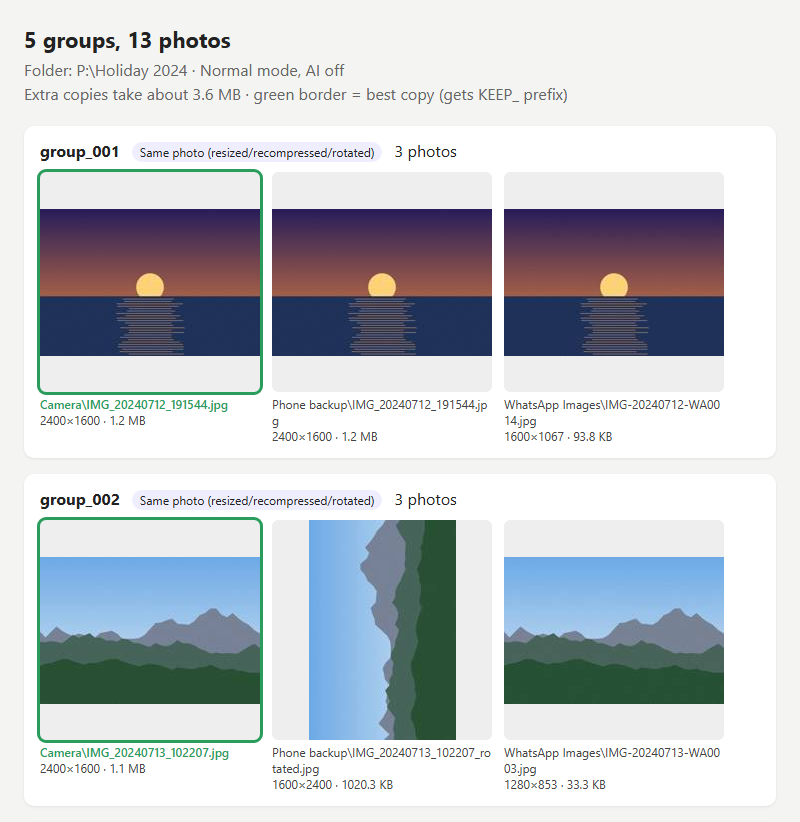 5 groups, 13 photos
Folder: P:\Holiday 2024 · Normal mode, AI off
Extra copies take about 3.6 MB · green border = best copy (gets KEEP_ prefix)
group_001 Same photo (resized/recompressed/rotated) 3 photos
Camera\IMG_20240712_191544.jpg
2400×1600 · 1.2 MB
Phone backup\IMG_20240712_191544.jp
g
2400×1600 · 1.2 MB
WhatsApp Images\IMG-20240712-WA00
14.jpg
1600×1067 · 93.8 KB
group_002 Same photo (resized/recompressed/rotated) 3 photos
Camera\IMG_20240713_102207.jpg
2400×1600 · 1.1 MB
Phone backup\IMG_20240713_102207_ro
tated.jpg
1600×2400 · 1020.3 KB
WhatsApp Images\IMG-20240713-WA00
03.jpg
1280×853 · 33.3 KB